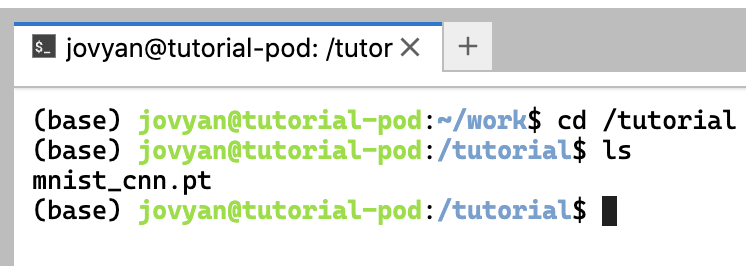 $_ jovyan@tutorial-pod: /tutor × +
(base) jovyan@tutorial-pod:~/work$ cd /tutorial
(base) jovyan@tutorial-pod:/tutorial$ ls
mnist_cnn.pt
(base) jovyan@tutorial-pod:/tutorial$